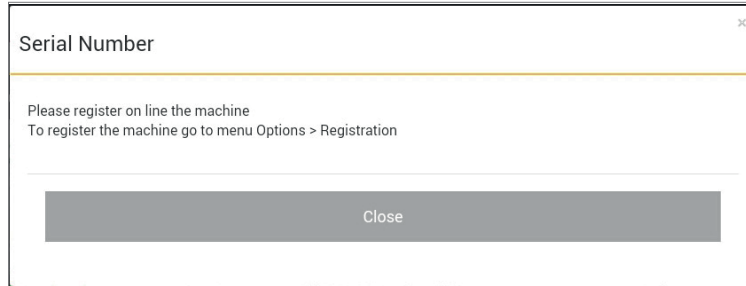 ×
Serial Number
Please register on line the machine
To register the machine go to menu Options > Registration
Close